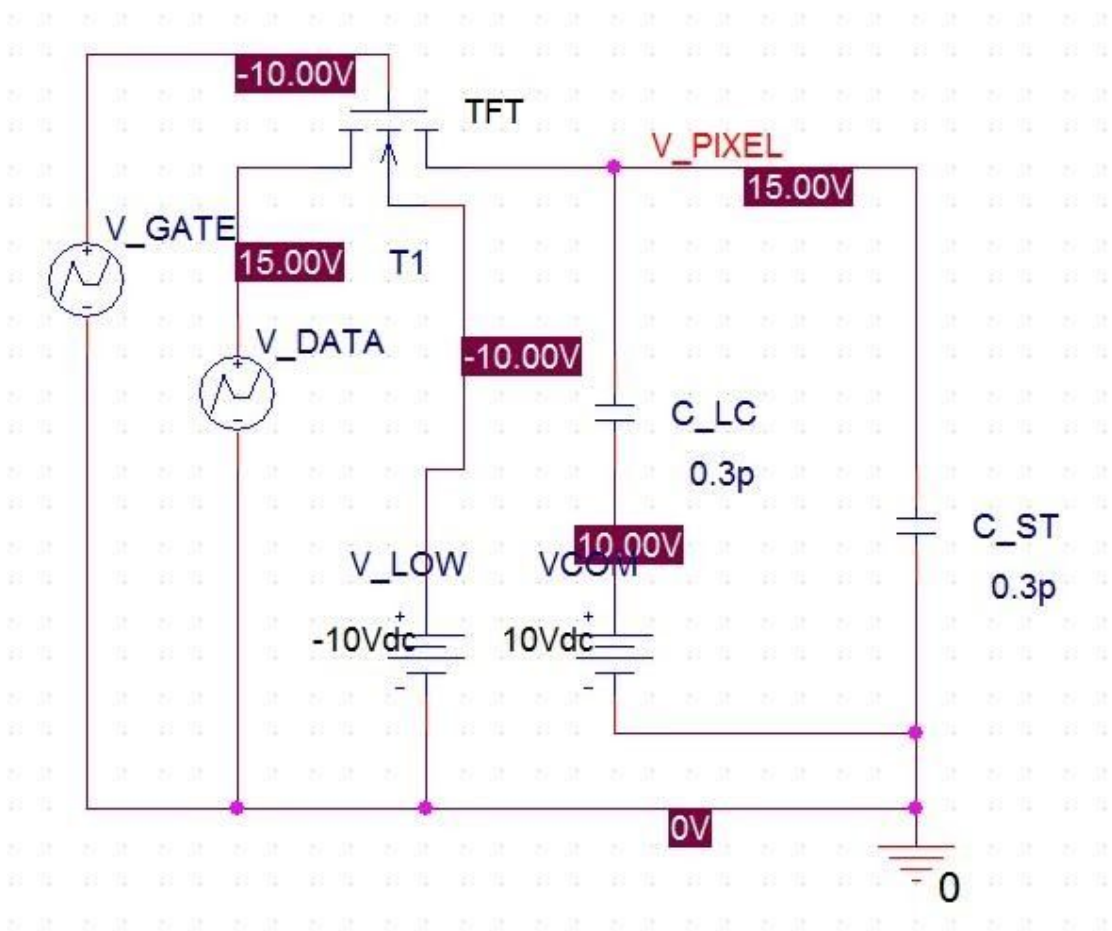 -10.00V
TFT
V_PIXEL
15.00V
V_GATE
15.00V
T1
V_DATA
-10.00V
C_LC
0.3p
10.00V
C_ST
V_LOW
VCOM
0.3p
+
+
-10Vdc
10Vdc
-
-
0V
0